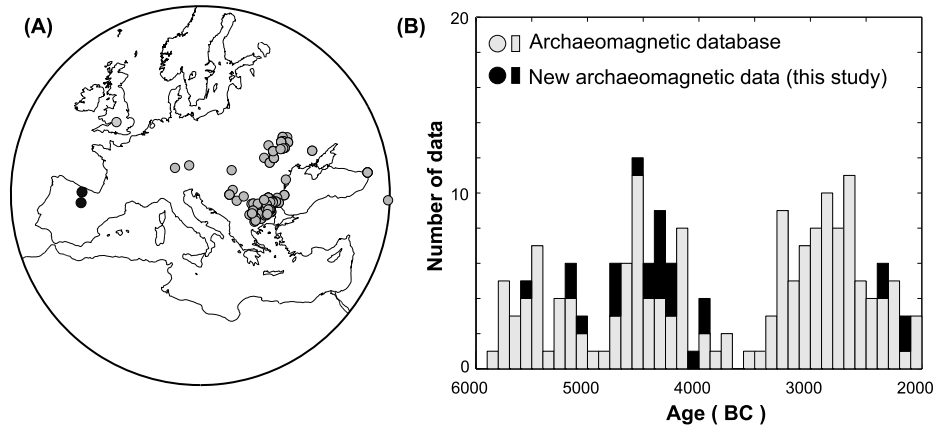 (A)
(B)
20
Archaeomagnetic database
New archaeomagnetic data (this study)
Number of data
10
0
6000 5000 4000 3000 2000
Age ( BC )